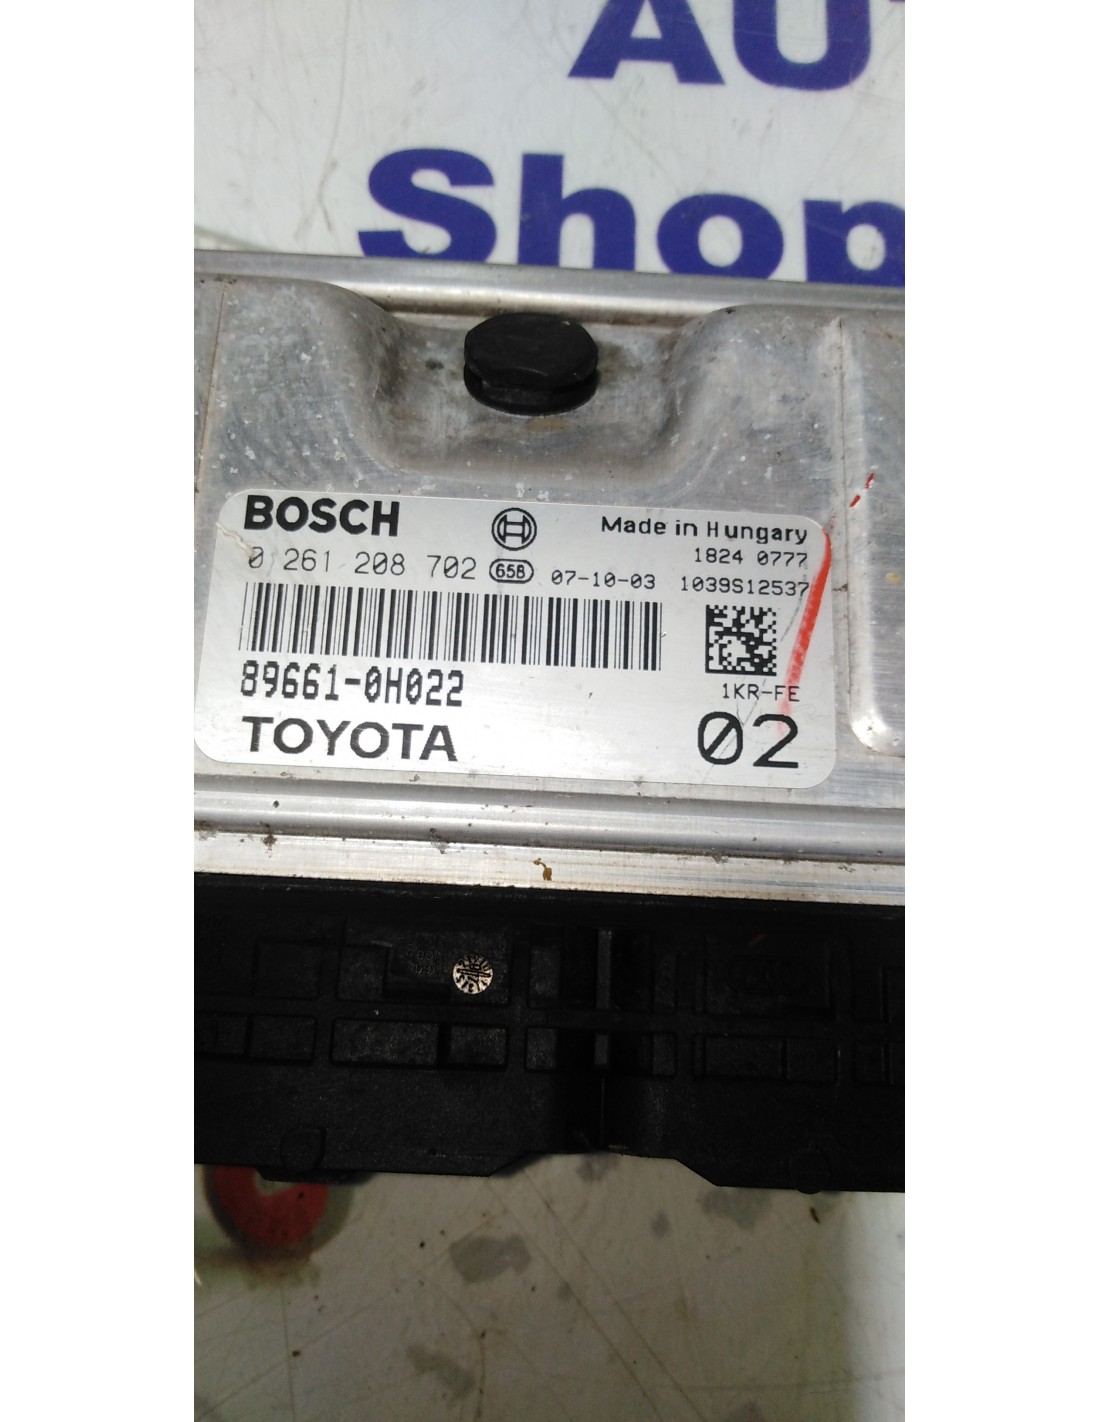 AU
Shop
BOSCH
Made in Hungary
0 261 208 702 65B 07-10-03
1824 0777
1039S12537
89661-0H022
1KR-FE
TOYOTA
02